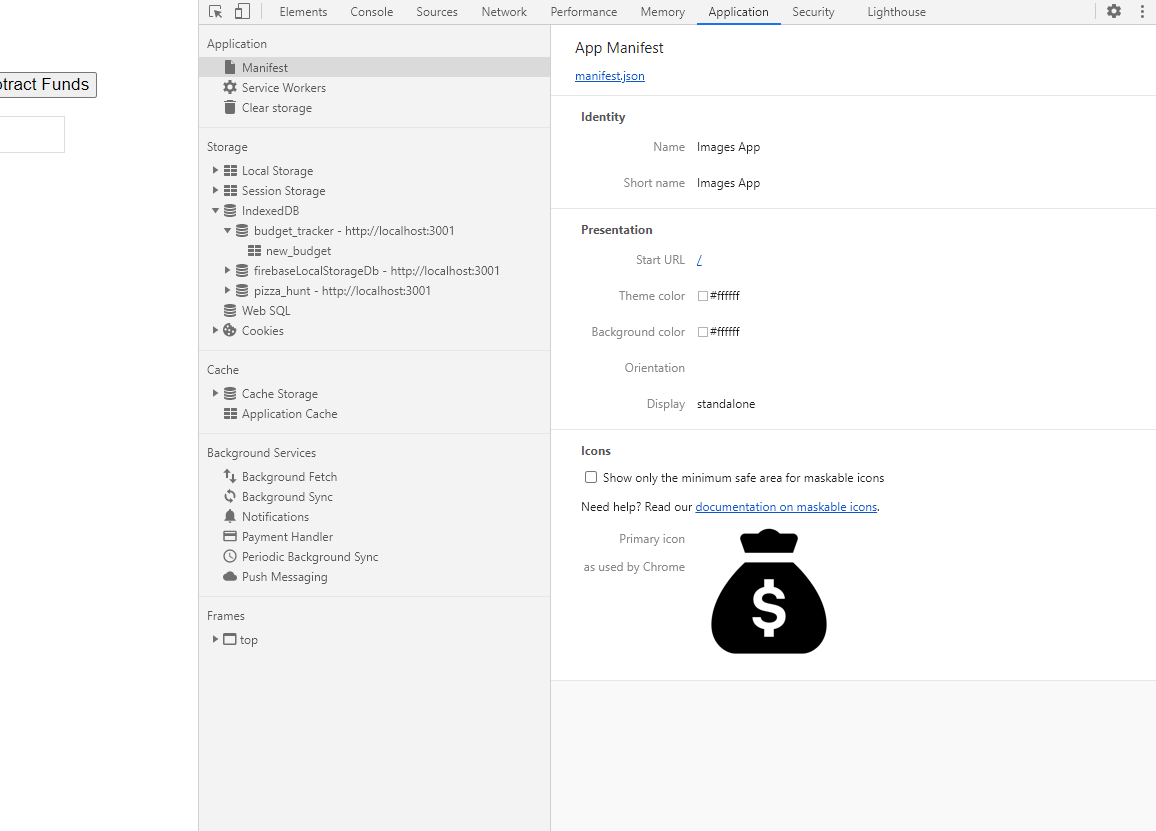 Elements Console Sources Network Performance Memory Application Security Lighthouse
tract Funds
Application
Manifest
Service Workers
Clear storage
Storage
Local Storage
Session Storage
IndexedDB
budget_tracker - http://localhost:3001
new_budget
firebaseLocalStorageDb - http://localhost:3001
pizza_hunt - http://localhost:3001
Web SQL
Cookies
Cache
Cache Storage
Application Cache
Background Services
Background Fetch
Background Sync
Notifications
Payment Handler
Periodic Background Sync
Push Messaging
Frames
top
App Manifest
manifest.json
Identity
Name Images App
Short name Images App
Presentation
Start URL /
Theme color #ffffff
Background color #ffffff
Orientation
Display standalone
Icons
Show only the minimum safe area for maskable icons
Need help? Read our documentation on maskable icons.
Primary icon
as used by Chrome
$